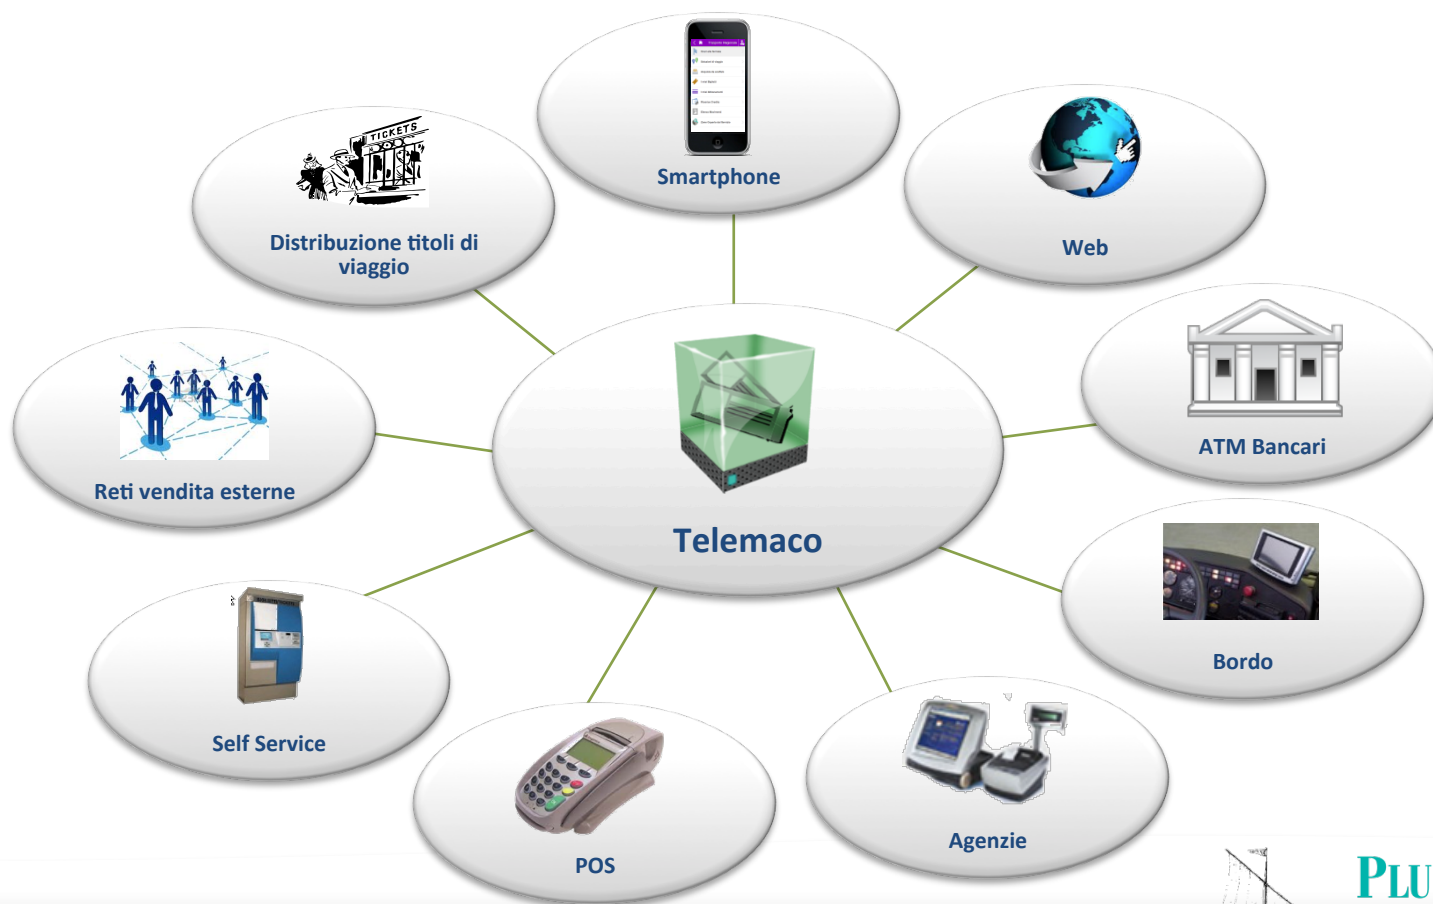 Smartphone
TICKETS
Distribuzione titoli di
viaggio
Web
ATM Bancari
Reti vendita esterne
Telemaco
Bordo
Self Service
Agenzie
POS
PLU